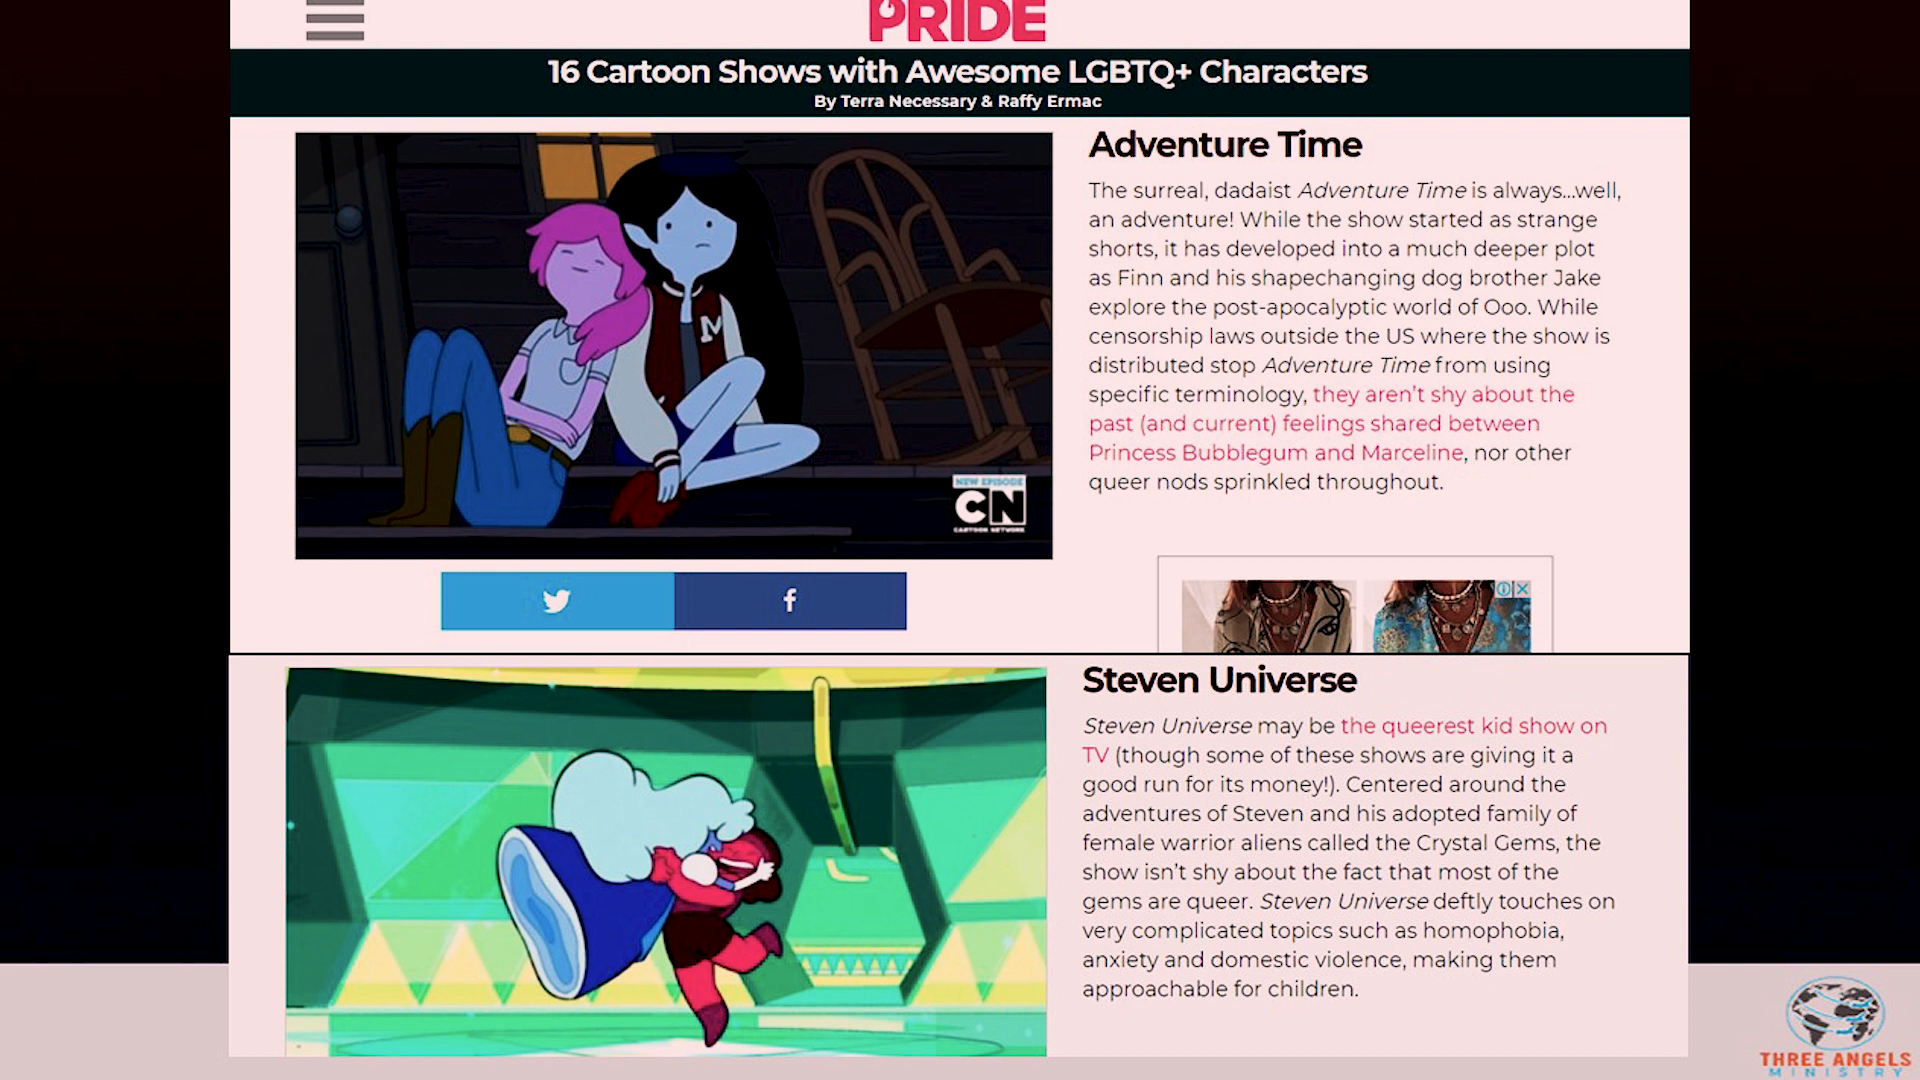 PRIDE
16 Cartoon Shows with Awesome LGBTQ+ Characters
By Terra Necessary & Raffy Ermac
Adventure Time
The surreal, dadaist Adventure Time is always...well,
an adventure! While the show started as strange
shorts, it has developed into a much deeper plot
as Finn and his shapechanging dog brother Jake
explore the post-apocalyptic world of Ooo. While
censorship laws outside the US where the show is
distributed stop Adventure Time from using
specific terminology, they aren't shy about the
past (and current) feelings shared between
Princess Bubblegum and Marceline, nor other
queer nods sprinkled throughout.
M
NEW EPISODE
CN
CARTOON NETWORK
f
Steven Universe
Steven Universe may be the queerest kid show on
TV (though some of these shows are giving it a
good run for its money!). Centered around the
adventures of Steven and his adopted family of
female warrior aliens called the Crystal Gems, the
show isn't shy about the fact that most of the
gems are queer. Steven Universe deftly touches on
very complicated topics such as homophobia,
anxiety and domestic violence, making them
approachable for children.
THREE ANGELS
MINISTRY